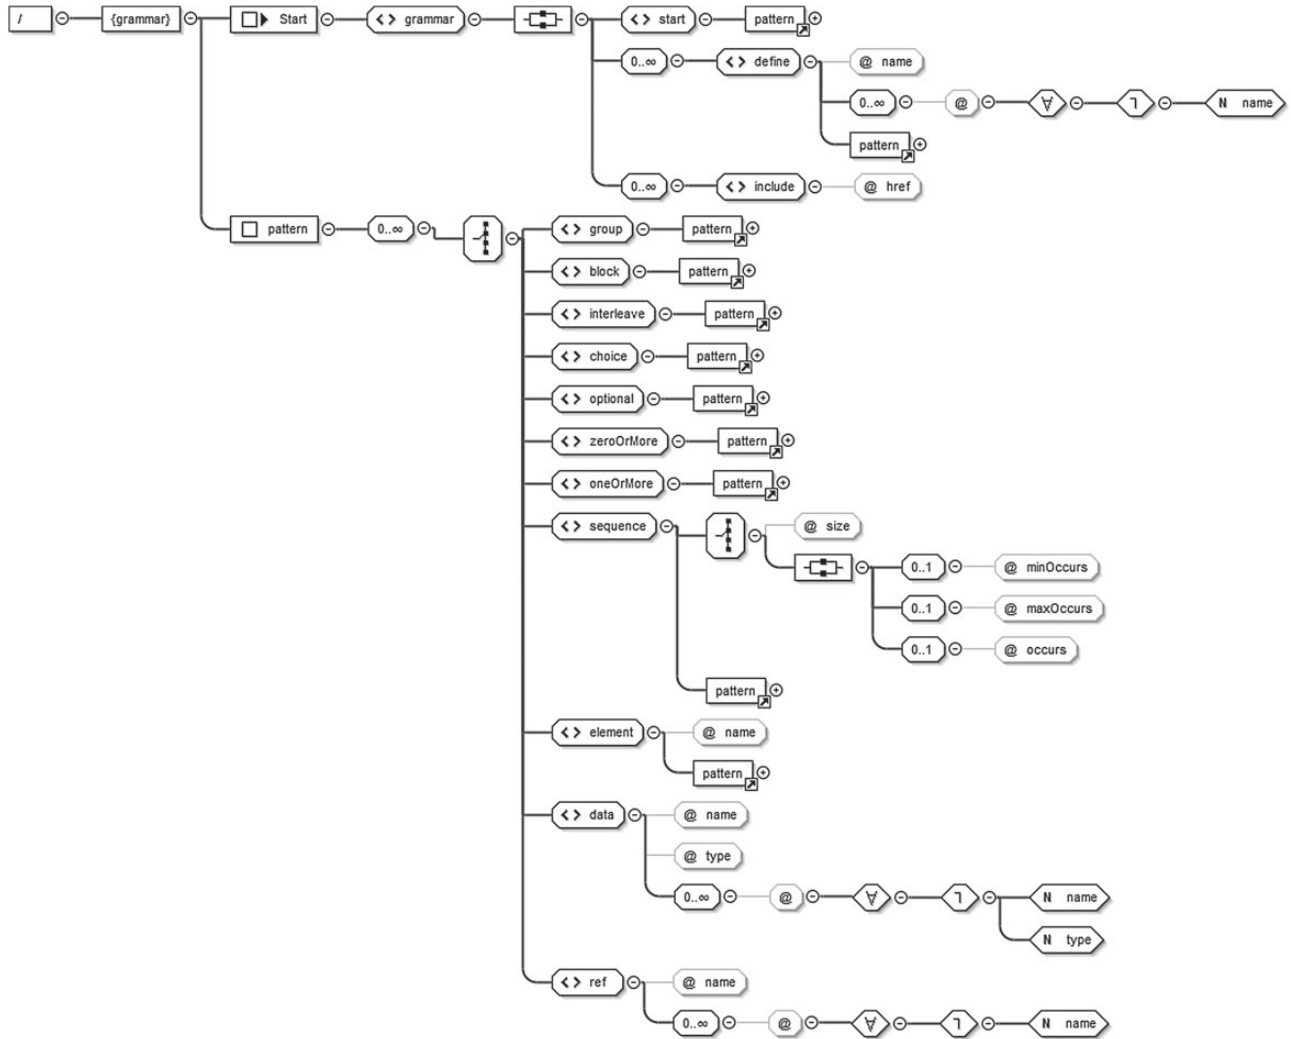 / {grammar} Start grammar start pattern
0..∞ define @ name
0..∞ @ ∀ ¬ N name
pattern
0..∞ include @ href
pattern 0..∞ group pattern
block pattern
interleave pattern
choice pattern
optional pattern
zeroOrMore pattern
oneOrMore pattern
sequence @ size
0..1 @ minOccurs
0..1 @ maxOccurs
0..1 @ occurs
pattern
element @ name
pattern
data @ name
@ type
0..∞ @ ∀ ¬ N name
N type
ref @ name
0..∞ @ ∀ ¬ N name